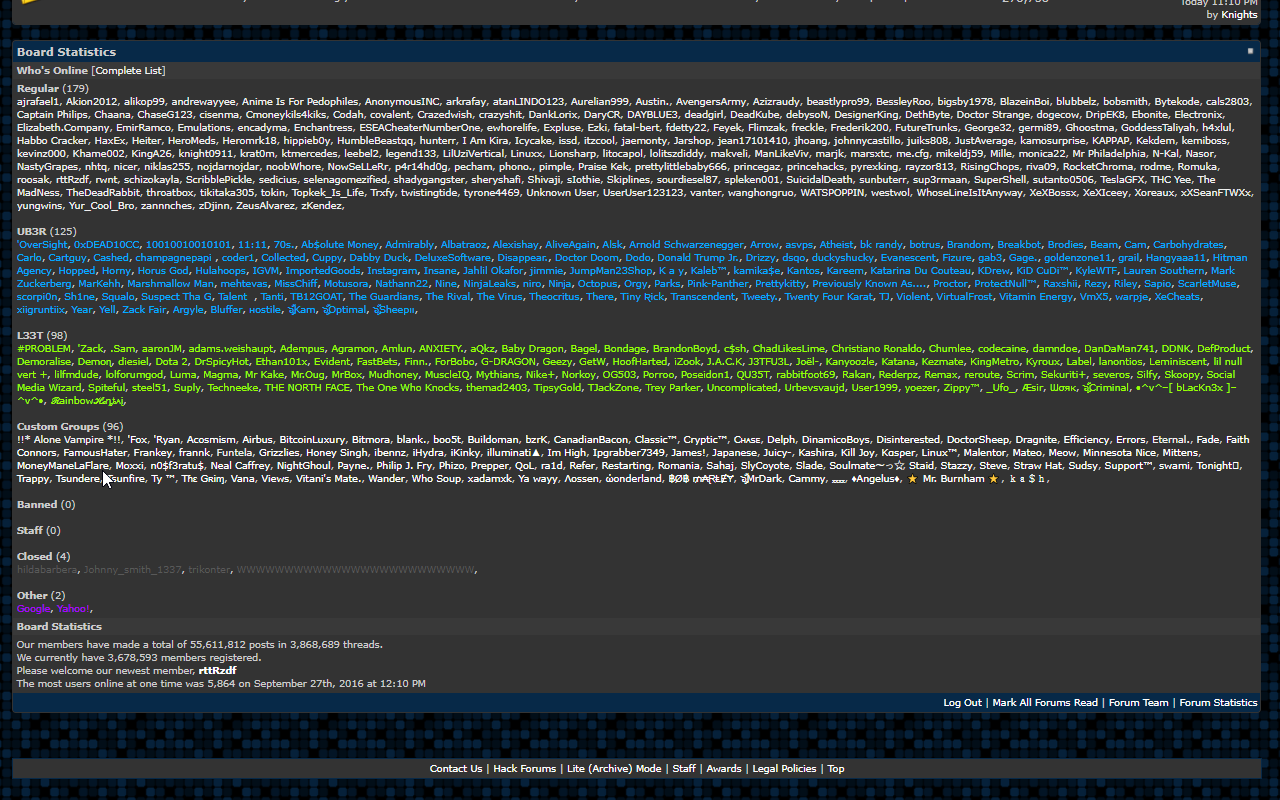 Today 11:10 PM
by Knights
Board Statistics
Who's Online [Complete List]
Regular (179)
ajrafael1, Akion2012, alikop99, andrewayyee, Anime Is For Pedophiles, AnonymousINC, arkrafay, atanLINDO123, Aurelian999, Austin., AvengersArmy, Azizraudy, beastlypro99, BessleyRoo, bigsby1978, BlazeinBoi, blubbelz, bobsmith, Bytekode, cals2803,
Captain Philips, Chaana, ChaseG123, cisenma, Cmoneykils4kiks, Codah, covalent, Crazedwish, crazyshit, DankLorix, DaryCR, DAYBLUE3, deadgirl, DeadKube, debysoN, DesignerKing, DethByte, Doctor Strange, dogecow, DripEK8, Ebonite, Electronix,
Elizabeth.Company, EmirRamco, Emulations, encadyma, Enchantress, ESEACheaterNumberOne, ewhorelife, Expluse, Ezki, fatal-bert, fdetty22, Feyek, Flimzak, freckle, Frederik200, FutureTrunks, George32, germi89, Ghoostma, GoddessTaliyah, h4xlul,
Habbo Cracker, HaxEx, Heiter, HeroMeds, Heromrk18, hippieb0y, HumbleBeastqq, hunterr, I Am Kira, Icycake, issd, itzcool, jaemonty, Jarshop, jean17101410, jhoang, johnnycastillo, juiks808, JustAverage, kamosurprise, KAPPAP, Kekdem, kemiboss,
kevinz000, Khame002, KingA26, knight0911, krat0m, ktmercedes, leebel2, legend133, LilUziVertical, Linuxx, Lionsharp, litocapol, lolitszdiddy, makveli, ManLikeViv, marjk, marsxtc, me.cfg, mikeldj59, Mille, monica22, Mr Philadelphia, N-Kal, Nasor,
NastyGrapes, nhtq, nicer, niklas255, nojdarnojdar, noobWhore, NowSeLLeRr, p4r14hd0g, pecham, phono., pimple, Praise Kek, prettylittlebaby666, princegaz, princehacks, pyrexking, rayzor813, RisingChops, riva09, RocketChroma, rodme, Romuka,
roosak, rttRzdf, rwnt, schizokayla, ScribblePickle, sedicius, selenagomezified, shadygangster, sheryshafi, Shivaji, sIothie, Skiplines, sourdiesel87, spleken001, SuicidalDeath, sunbuterr, sup3rmaan, SuperShell, sutanto0506, TeslaGFX, THC Yee, The
MadNess, TheDeadRabbit, throatbox, tikitaka305, tokin, Topkek_Is_Life, Trxfy, twistingtide, tyrone4469, Unknown User, UserUser123123, vanter, wanghongruo, WATSPOPPIN, westwol, WhoseLineIsItAnyway, XeXBossx, XeXIceey, Xoreaux, xXSeanFTWXx,
yungwins, Yur_Cool_Bro, zannnches, zDjinn, ZeusAlvarez, zKendez,
UB3R (125)
'OverSight, 0xDEAD10CC, 10010010010101, 11:11, 70s., Ab$olute Money, Admirably, Albatraoz, Alexishay, AliveAgain, Alsk, Arnold Schwarzenegger, Arrow, asvps, Atheist, bk randy, botrus, Brandom, Breakbot, Brodies, Beam, Cam, Carbohydrates,
Carlo, Cartguy, Cashed, champagnepapi , coder1, Collected, Cuppy, Dabby Duck, DeluxeSoftware, Disappear., Doctor Doom, Dodo, Donald Trump Jr., Drizzy, dsqo, duckyshucky, Evanescent, Fizure, gab3, Gage., goldenzone11, grail, Hangyaaa11, Hitman
Agency, Hopped, Horny, Horus God, Hulahoops, IGVM, ImportedGoods, Instagram, Insane, Jahlil Okafor, jimmie, JumpMan23Shop, K a y, Kaleb™, kamika$e, Kantos, Kareem, Katarina Du Couteau, KDrew, KiD CuDi™, KyleWTF, Lauren Southern, Mark
Zuckerberg, MarKehh, Marshmallow Man, mehtevas, MissChiff, Motusora, Nathann22, Nine, NinjaLeaks, niro, Ninja, Octopus, Orgy, Parks, Pink-Panther, Prettykitty, Previously Known As...., Proctor, ProtectNull™, Raxshii, Rezy, Riley, Sapio, ScarletMuse,
scorpi0n, Sh1ne, Squalo, Suspect Tha G, Talent , Tanti, TB12GOAT, The Guardians, The Rival, The Virus, Theocritus, There, Tiny Rick, Transcendent, Tweety., Twenty Four Karat, TJ, Violent, VirtualFrost, Vitamin Energy, VmX5, warpje, XeCheats,
xiigruntiix, Year, Yell, Zack Fair, Argyle, Bluffer, нostile, Kam, Optimal,
L33T (98)
#PROBLEM, 'Zack, .Sam, aaronJM, adams.weishaupt, Adempus, Agramon, Amlun, ANXIETY., aQkz, Baby Dragon, Bagel, Bondage, BrandonBoyd, c$sh, ChadLikesLime, Christiano Ronaldo, Chumlee, codecaine, damndoe, DanDaMan741, DDNK, DefProduct,
Demoralise, Demoŋ, diesiel, Dota 2, DrSpicyHot, Ethan101x, Evident, FastBets, Finn., ForBobo, G-DRAGON, Geezy, GetW, HoofHarted, iZook, J.A.C.K, J3TFU3L, Joël-, Kanyoozle, Katana, Kezmate, KingMetro, Kyroux, Label, lanontios, Leminiscent, lil null
vert +, lilfmdude, lolforumgod, Luma, Magma, Mr Kake, Mr.Oug, MrBox, Mudhoney, MuscleIQ, Mythians, Nike+, Norkoy, OG503, Porroo, Poseidon1, QU35T, rabbitfoot69, Rakan, Rederpz, Remax, reroute, Scrim, Sekuriti+, severos, Silfy, Skoopy, Social
Media Wizard, Spiteful, steel51, Suply, Techneeke, THE NORTH FACE, The One Who Knocks, themad2403, TipsyGold, TJackZone, Trey Parker, Uncomplicated, Urbevsvaujd, User1999, yoezer, Zippy™, _Ufo_, Æsir, Шояк, Criminal, •^v^–[ bLacKn3x ]–
^v^•,
Custom Groups (96)
!!* Alone Vampire *!!, 'Fox, 'Ryan, Acosmism, Airbus, BitcoinLuxury, Bitmora, blank., boo5t, Buildoman, bzrK, CanadianBacon, Classic™, Cryptic™, Cʜᴀsᴇ, Delph, DinamicoBoys, Disinterested, DoctorSheep, Dragnite, Efficiency, Errors, Eternal., Fade, Faith
Connors, FamousHater, Frankey, frannk, Funtela, Grizzlies, Honey Singh, ibennz, iHydra, iKinky, illuminati▲, Im High, Ipgrabber7349, James!, Japanese, Juicy-, Kashira, Kill Joy, Kαsper, Linux™, Malentor, Mateo, Meow, Minnesota Nice, Mittens,
MoneyManeLaFlare, Moxxi, n0$f3ratu$, Neal Caffrey, NightGhoul, Payne., Philip J. Fry, Phizo, Prepper, QoL, ra1d, Refer, Restarting, Romania, Sahaj, SlyCoyote, Slade, Soulmate〜っ☆, Staid, Stazzy, Steve, Straw Hat, Sudsy, Support™, swami, Tonight,
Trappy, Tsundere, Tsunfire, Ty ™, Tһɛ Gʀiɱ, Vana, Views, Vitani's Mate., Wander, Who Soup, xadamxk, Ya wayy, Λossen, ώonderland, MrDark, Cammy, ♦Angelus♦, ★ Mr. Burnham ★, ｋａ＄ｈ,
Banned (0)
Staff (0)
Closed (4)
hildabarbera, Johnny_smith_1337, trikonter,
Other (2)
Google, Yahoo!,
Board Statistics
Our members have made a total of 55,611,812 posts in 3,868,689 threads.
We currently have 3,678,593 members registered.
Please welcome our newest member, rttRzdf
The most users online at one time was 5,864 on September 27th, 2016 at 12:10 PM
Log Out | Mark All Forums Read | Forum Team | Forum Statistics
Contact Us | Hack Forums | Lite (Archive) Mode | Staff | Awards | Legal Policies | Top